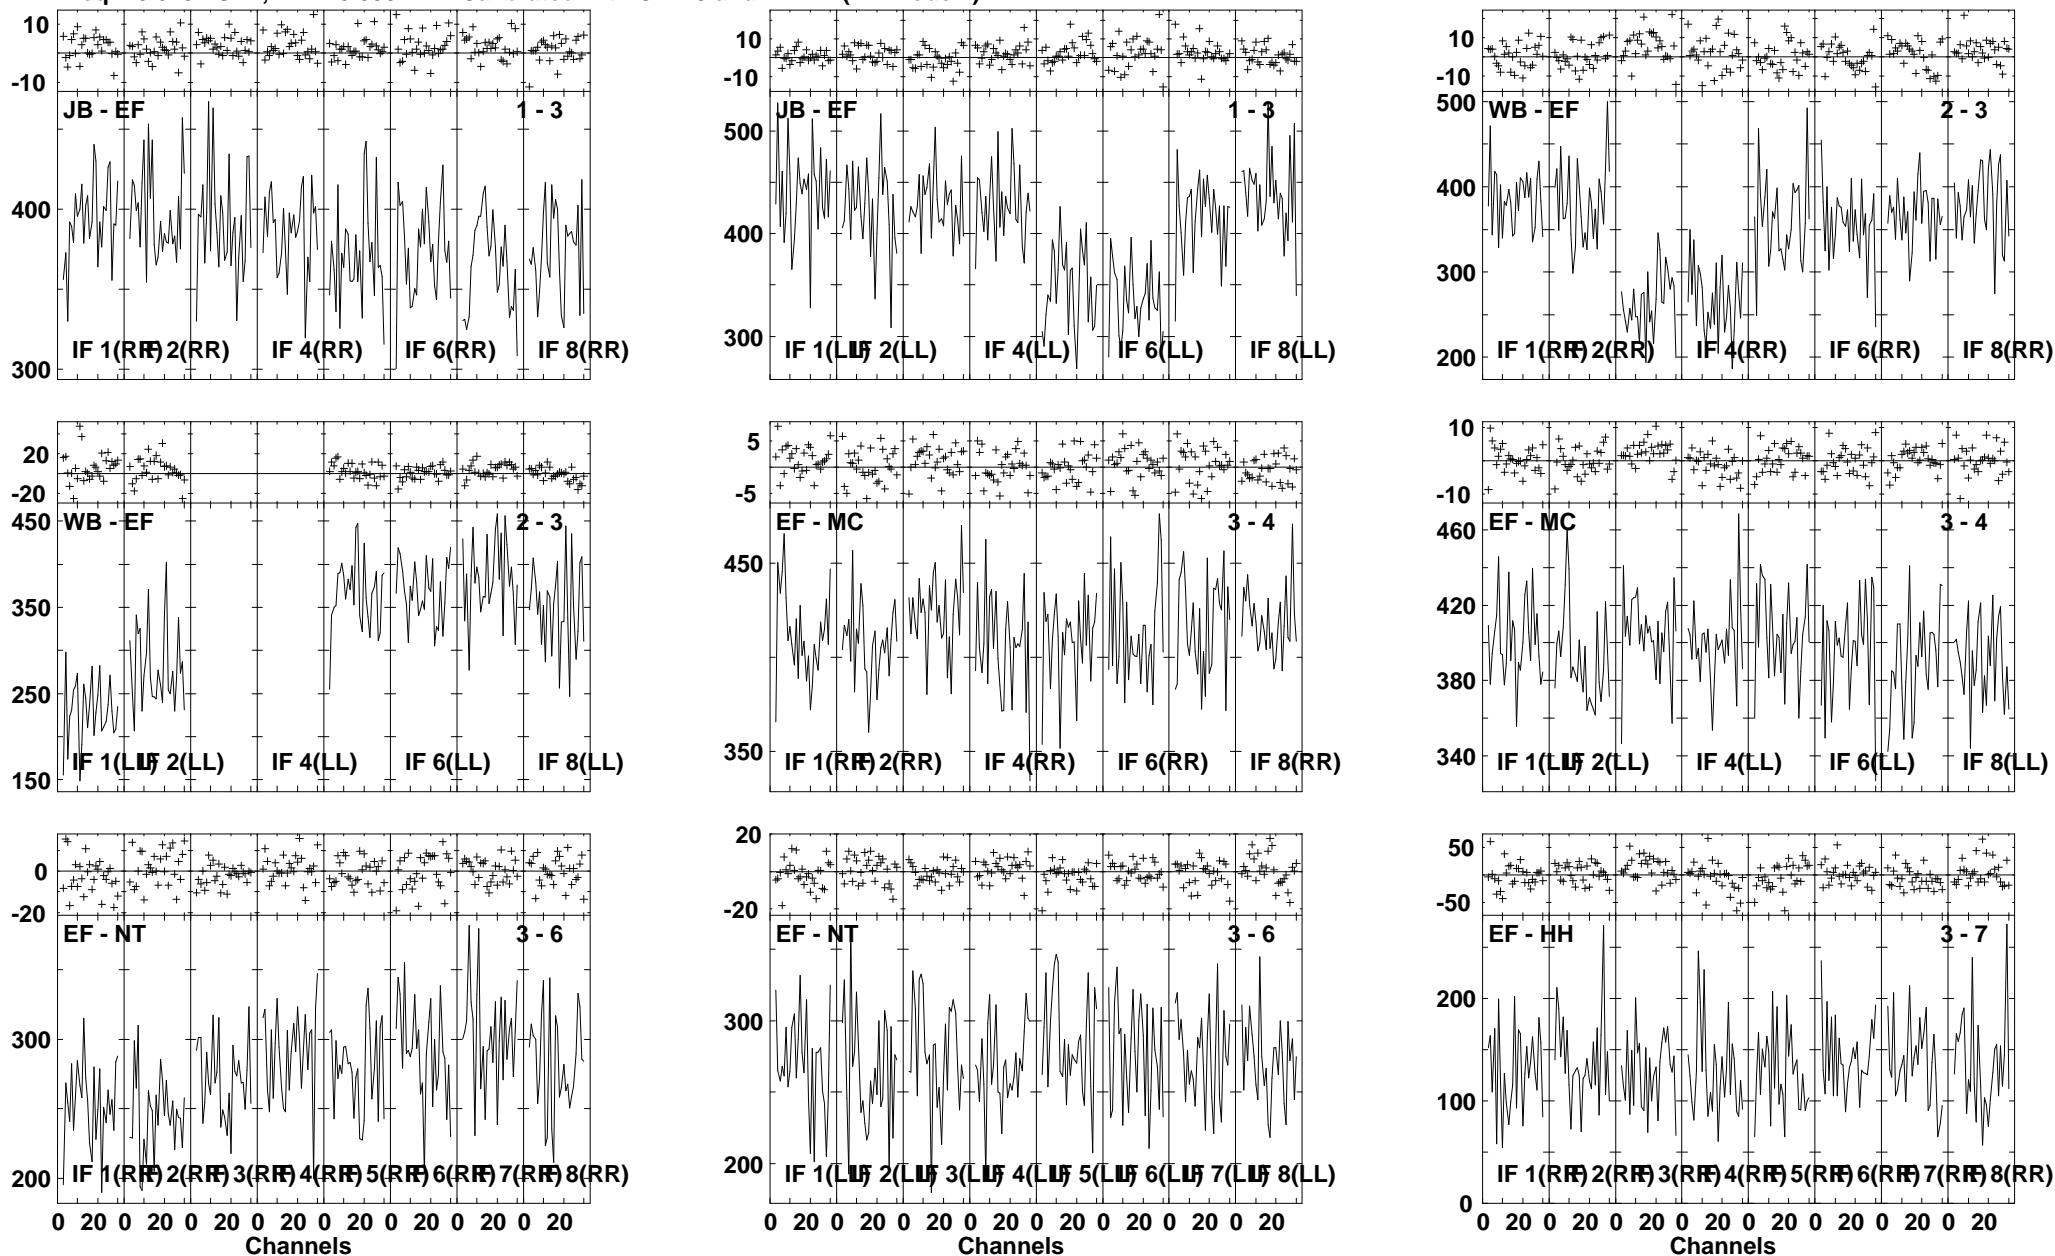 10 10 10
-10 -10 -10
JB - EF 1 - 3 JB - EF 1 - 3 WB - EF 2 - 3
500 500
400 400 400
300 300 300
200
IF 1(RR) IF 2(RR) IF 4(RR) IF 6(RR) IF 8(RR) IF 1(LL) IF 2(LL) IF 4(LL) IF 6(LL) IF 8(LL) IF 1(RR) IF 2(RR) IF 4(RR) IF 6(RR) IF 8(RR)
20 5 10
-20 -5 -10
WB - EF 2 - 3 EF - MC 3 - 4 EF - MC 3 - 4
450 450 460
350 420
250 380
150 350 340
IF 1(LL) IF 2(LL) IF 4(LL) IF 6(LL) IF 8(LL) IF 1(RR) IF 2(RR) IF 4(RR) IF 6(RR) IF 8(RR) IF 1(LL) IF 2(LL) IF 4(LL) IF 6(LL) IF 8(LL)
0 20 50
-20 -20 -50
EF - NT 3 - 6 EF - NT 3 - 6 EF - HH 3 - 7
300 300 200
200 200 100
0
IF 1(RR) IF 2(RR) IF 3(RR) IF 4(RR) IF 5(RR) IF 6(RR) IF 7(RR) IF 8(RR) IF 1(LL) IF 2(LL) IF 3(LL) IF 4(LL) IF 5(LL) IF 6(LL) IF 7(LL) IF 8(LL) IF 1(RR) IF 2(RR) IF 3(RR) IF 4(RR) IF 5(RR) IF 6(RR) IF 7(RR) IF 8(RR)
0 20 0 20 0 20 0 20 0 20 0 20 0 20 0 20 0 20 0 20 0 20 0 20 0 20 0 20 0 20 0 20 0 20 0 20 0 20 0 20 0 20 0 20 0 20 0 20
Channels Channels Channels